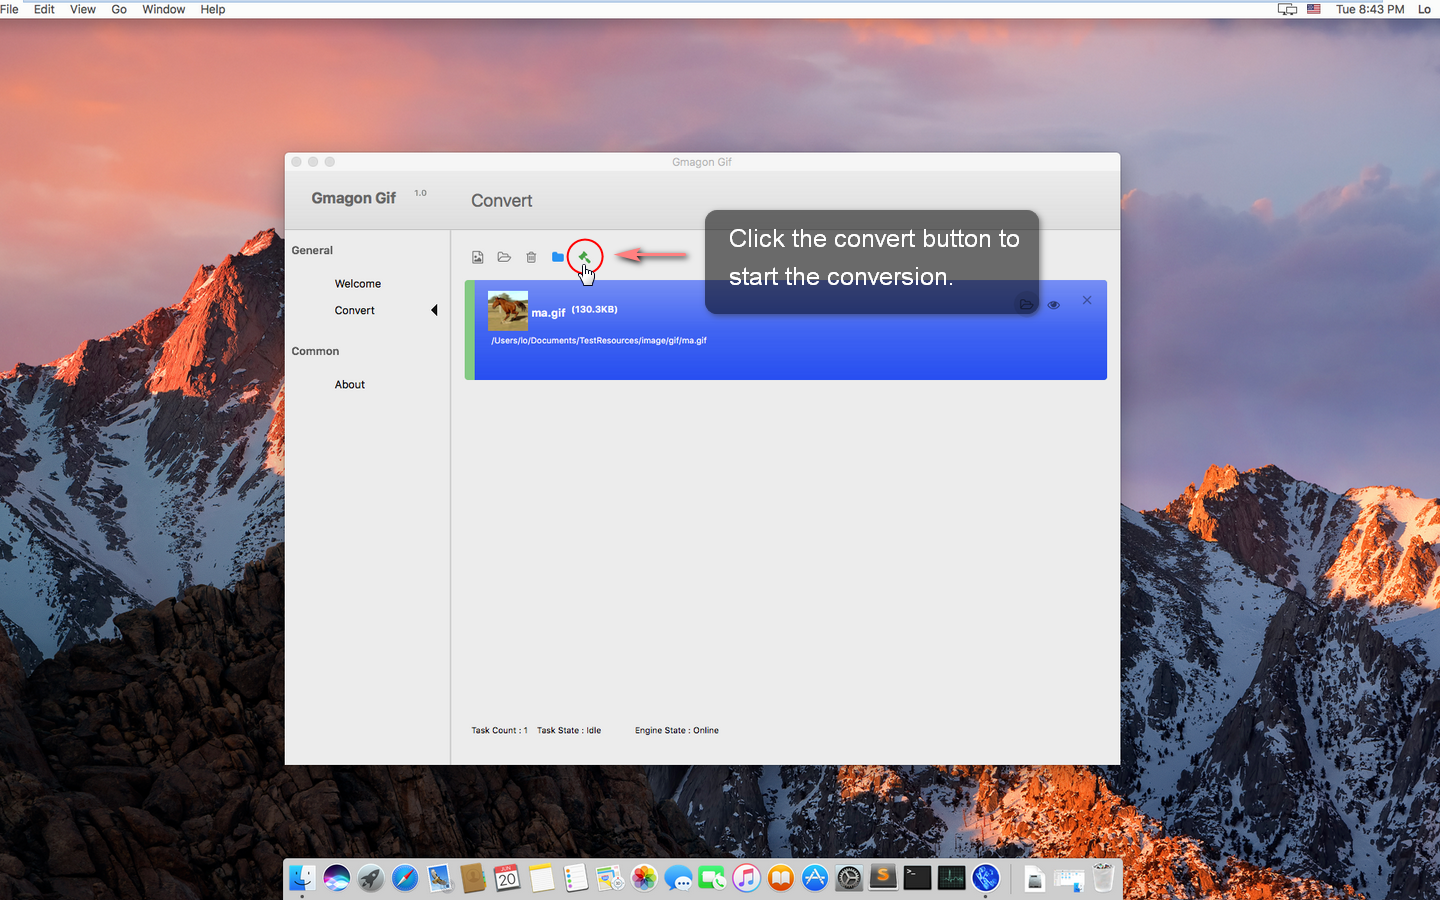 File Edit View Go Window Help Tue 8:43 PM Lo
Gmagon Gif
Gmagon Gif 1.0
Convert
Click the convert button to
start the conversion.
General
Welcome
Convert
Common
About
ma.gif (130.3KB)
/Users/lo/Documents/TestResources/image/gif/ma.gif
Task Count : 1 Task State : Idle Engine State : Online
JUN
20